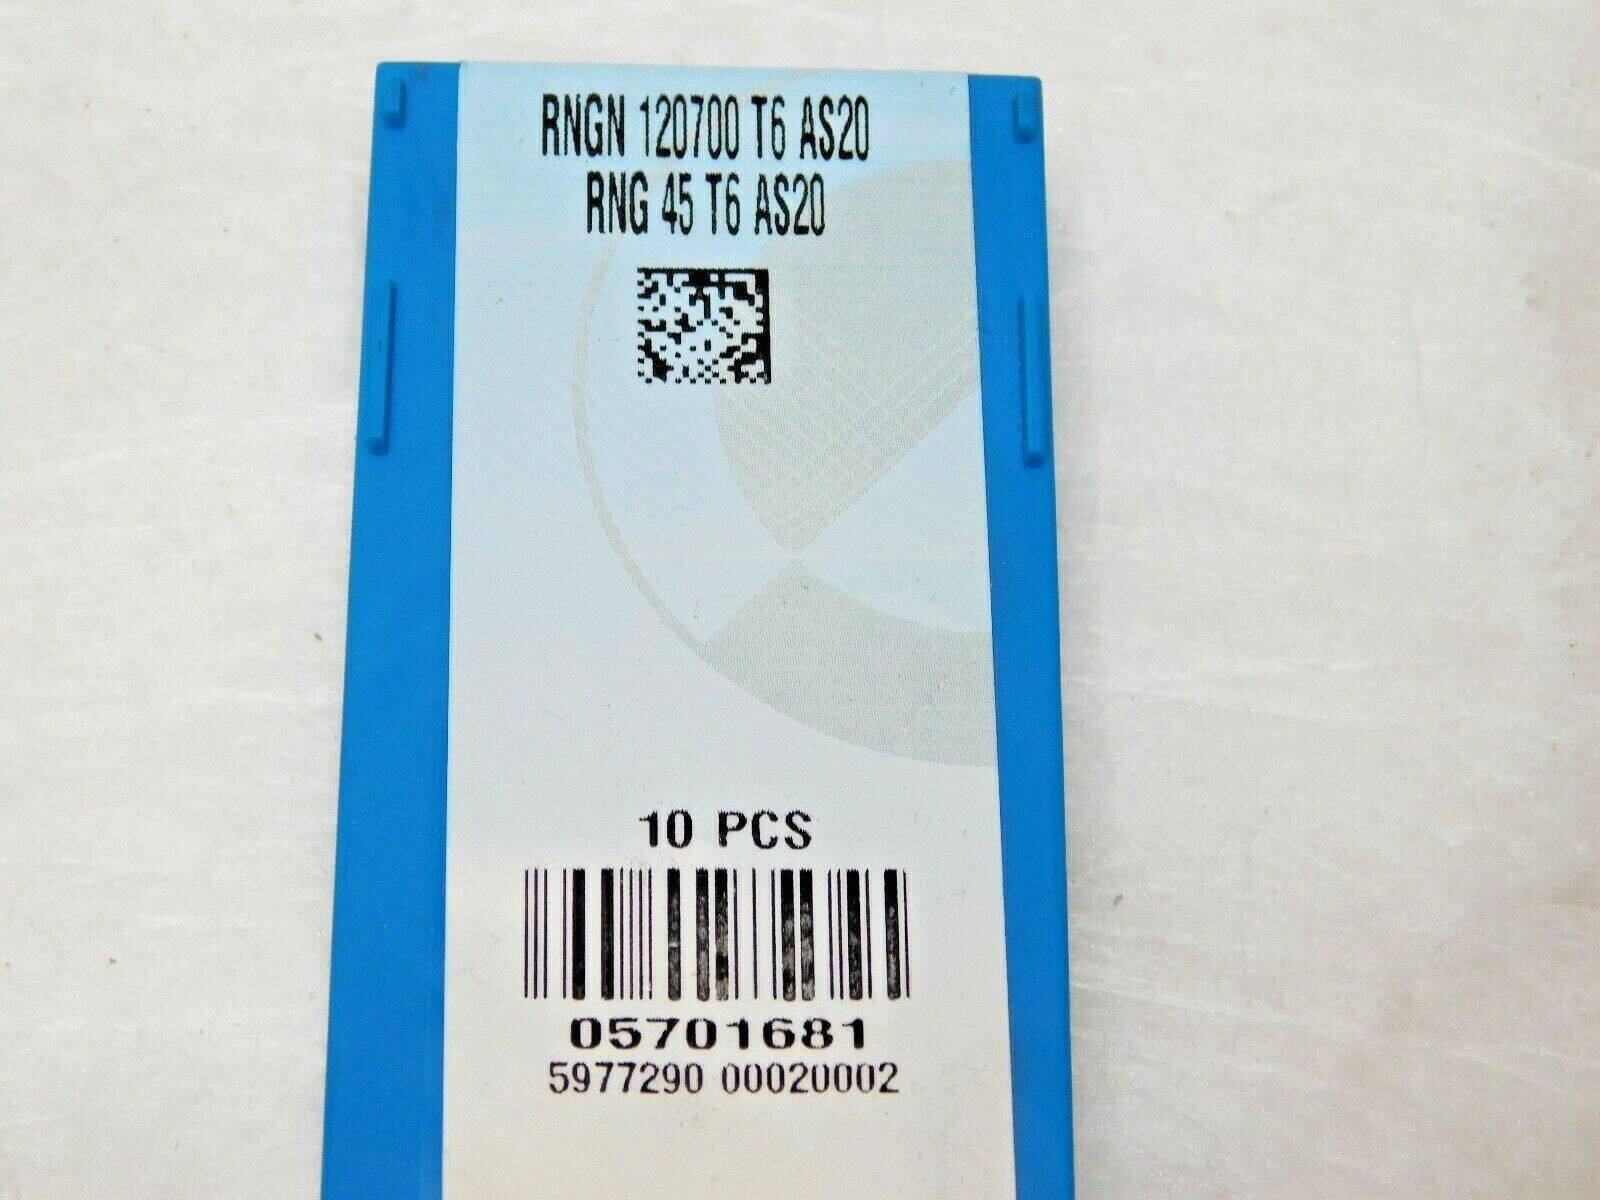 RNGN 120700 T6 AS20
RNG 45 T6 AS20
10 PCS
05701681
5977290 00020002